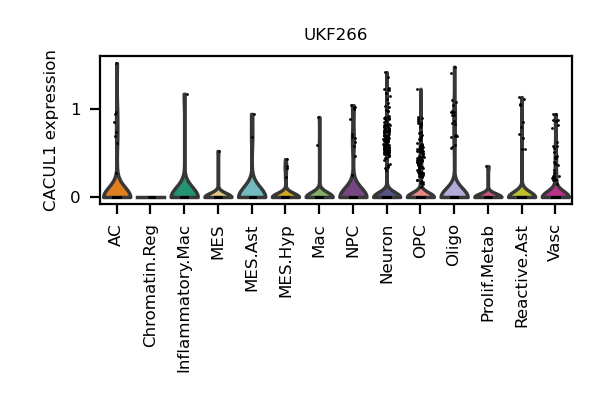 UKF266
CACUL1 expression
1
0
AC
Chromatin.Reg
Inflammatory.Mac
MES
MES.Ast
MES.Hyp
Mac
NPC
Neuron
OPC
Oligo
Prolif.Metab
Reactive.Ast
Vasc